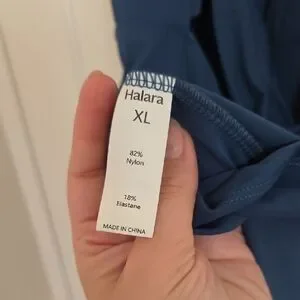 Halara
XL
82%
Nylon
18%
Elastane
MADE IN CHINA